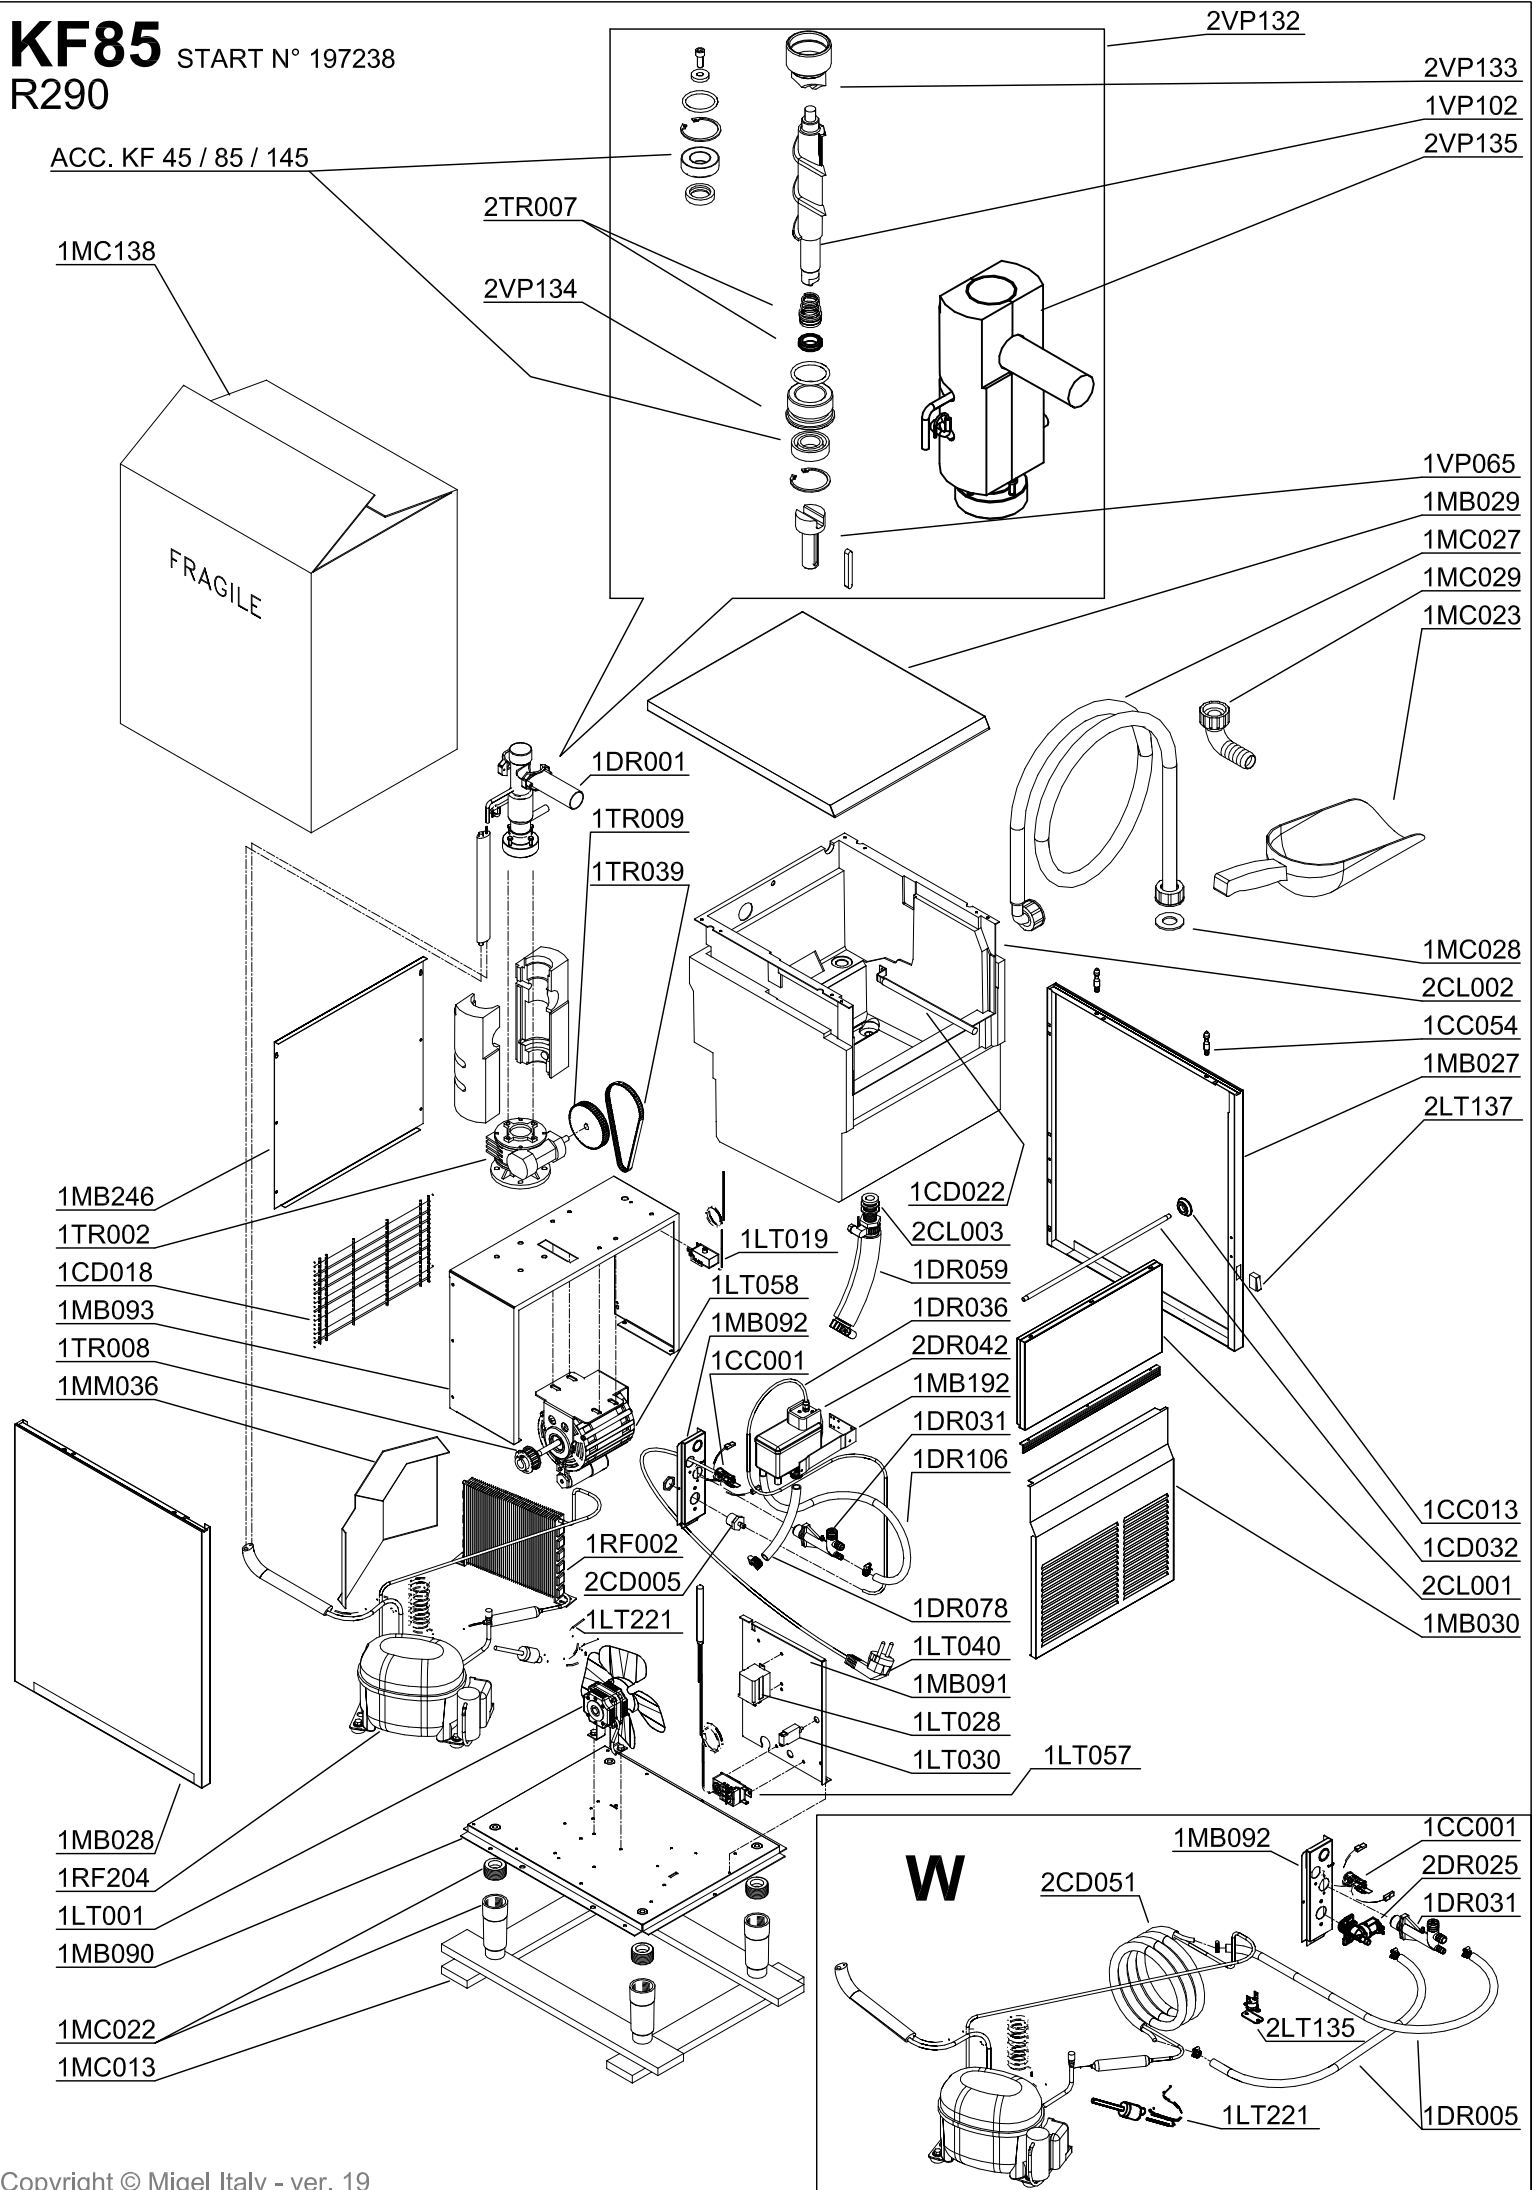 KF85 START N° 197238
R290
2VP132
2VP133
1VP102
2VP135
ACC. KF 45 / 85 / 145
2TR007
1MC138
2VP134
1VP065
1MB029
1MC027
1MC029
1MC023
FRAGILE
1DR001
1TR009
1TR039
1MC028
2CL002
1CC054
1MB027
2LT137
1MB246
1TR002
1CD018
1MB093
1TR008
1MM036
1CD022
2CL003
1LT019
1DR059
1LT058
1DR036
1MB092
2DR042
1CC001
1MB192
1DR031
1DR106
1CC013
1CD032
2CL001
1MB030
1RF002
2CD005
1DR078
1LT221
1LT040
1MB091
1LT028
1LT030
1LT057
1MB028
1RF204
1LT001
1MB090
1MC022
1MC013
W
1MB092
1CC001
2DR025
1DR031
2CD051
2LT135
1LT221
1DR005
Copyright © Migel Italy - ver. 19